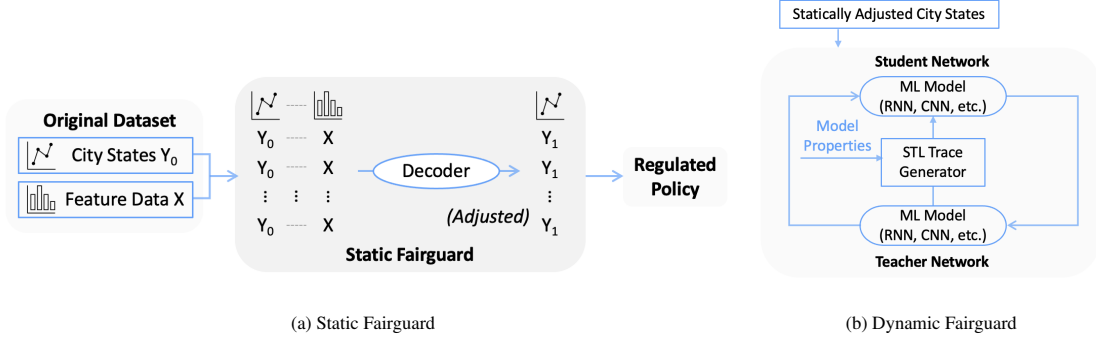 Original Dataset
City States Y₀
Feature Data X
Y₀ X
Y₀ X
⋮ ⋮ ⋮
Y₀ X
Decoder
(Adjusted)
Y₁
Y₁
⋮
Y₁
Static Fairguard
Regulated
Policy
(a) Static Fairguard
Statically Adjusted City States
Student Network
ML Model
(RNN, CNN, etc.)
Model
Properties
STL Trace
Generator
ML Model
(RNN, CNN, etc.)
Teacher Network
(b) Dynamic Fairguard